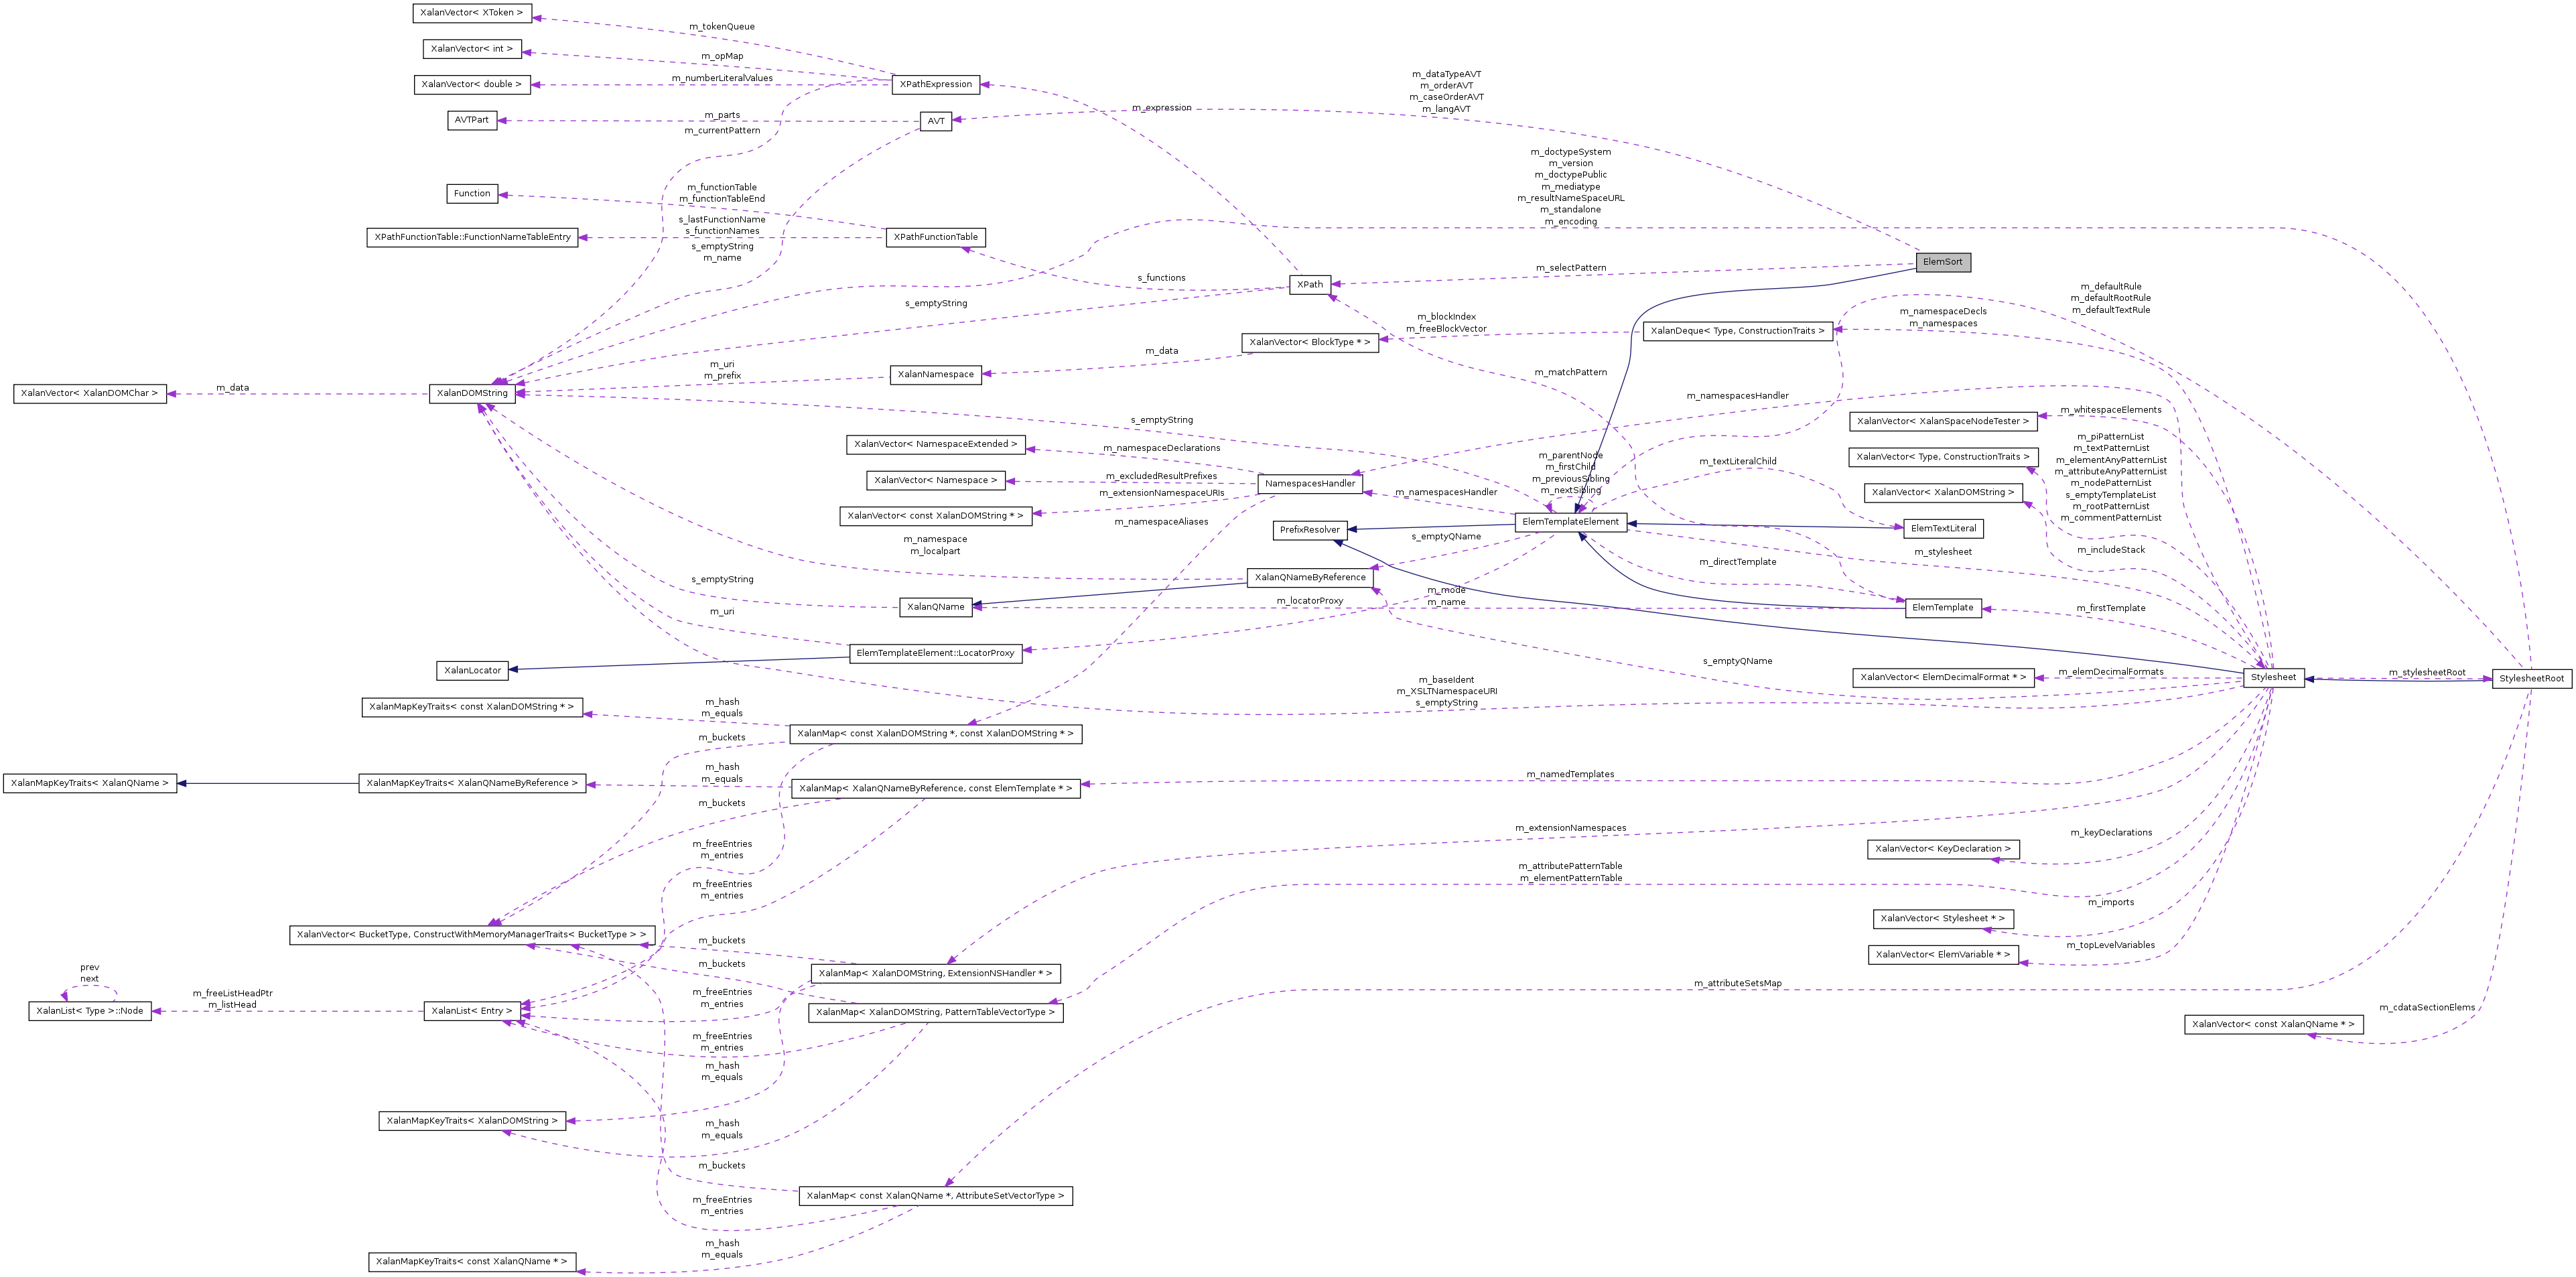 XalanVector< XToken >
m_tokenQueue
XalanVector< int >
m_opMap
XalanVector< double >
m_numberLiteralValues
XPathExpression
m_dataTypeAVT
m_orderAVT
m_caseOrderAVT
m_langAVT
m_expression
AVTPart
m_parts
AVT
m_currentPattern
m_doctypeSystem
m_version
m_doctypePublic
m_mediatype
m_resultNameSpaceURL
m_standalone
m_encoding
Function
m_functionTable
m_functionTableEnd
XPathFunctionTable::FunctionNameTableEntry
s_lastFunctionName
s_functionNames
XPathFunctionTable
s_emptyString
m_name
s_functions
m_selectPattern
ElemSort
XPath
s_emptyString
m_defaultRule
m_defaultRootRule
m_defaultTextRule
m_blockIndex
m_freeBlockVector
XalanDeque< Type, ConstructionTraits >
m_namespaceDecls
m_namespaces
XalanVector< BlockType * >
m_data
m_uri
m_prefix
XalanNamespace
m_matchPattern
XalanVector< XalanDOMChar >
m_data
XalanDOMString
m_namespacesHandler
s_emptyString
XalanVector< XalanSpaceNodeTester >
m_whitespaceElements
XalanVector< NamespaceExtended >
m_namespaceDeclarations
XalanVector< Type, ConstructionTraits >
m_piPatternList
m_textPatternList
m_elementAnyPatternList
m_attributeAnyPatternList
m_nodePatternList
s_emptyTemplateList
m_rootPatternList
m_commentPatternList
m_parentNode
m_firstChild
m_previousSibling
m_nextSibling
m_textLiteralChild
XalanVector< Namespace >
m_excludedResultPrefixes
NamespacesHandler
m_namespacesHandler
XalanVector< XalanDOMString >
XalanVector< const XalanDOMString * >
m_extensionNamespaceURIs
m_namespaceAliases
PrefixResolver
ElemTemplateElement
ElemTextLiteral
m_namespace
m_localpart
s_emptyQName
m_stylesheet
m_includeStack
m_directTemplate
s_emptyString
XalanQNameByReference
XalanQName
m_locatorProxy
m_mode
m_name
ElemTemplate
m_firstTemplate
m_uri
ElemTemplateElement::LocatorProxy
XalanLocator
s_emptyQName
XalanVector< ElemDecimalFormat * >
m_elemDecimalFormats
Stylesheet
m_stylesheetRoot
StylesheetRoot
m_baseIdent
m_XSLTNamespaceURI
s_emptyString
XalanMapKeyTraits< const XalanDOMString * >
m_hash
m_equals
XalanMap< const XalanDOMString *, const XalanDOMString * >
m_buckets
XalanMapKeyTraits< XalanQName >
XalanMapKeyTraits< XalanQNameByReference >
m_hash
m_equals
XalanMap< XalanQNameByReference, const ElemTemplate * >
m_namedTemplates
m_buckets
m_extensionNamespaces
m_freeEntries
m_entries
XalanVector< KeyDeclaration >
m_keyDeclarations
m_attributePatternTable
m_elementPatternTable
m_freeEntries
m_entries
XalanVector< Stylesheet * >
m_imports
XalanVector< BucketType, ConstructWithMemoryManagerTraits< BucketType > >
m_buckets
XalanVector< ElemVariable * >
m_topLevelVariables
m_buckets
XalanMap< XalanDOMString, ExtensionNSHandler * >
prev
next
XalanList< Type >::Node
m_freeListHeadPtr
m_listHead
XalanList< Entry >
m_freeEntries
m_entries
XalanMap< XalanDOMString, PatternTableVectorType >
m_attributeSetsMap
m_cdataSectionElems
XalanVector< const XalanQName * >
m_freeEntries
m_entries
m_hash
m_equals
XalanMapKeyTraits< XalanDOMString >
m_hash
m_equals
m_buckets
XalanMap< const XalanQName *, AttributeSetVectorType >
m_freeEntries
m_entries
m_hash
m_equals
XalanMapKeyTraits< const XalanQName * >